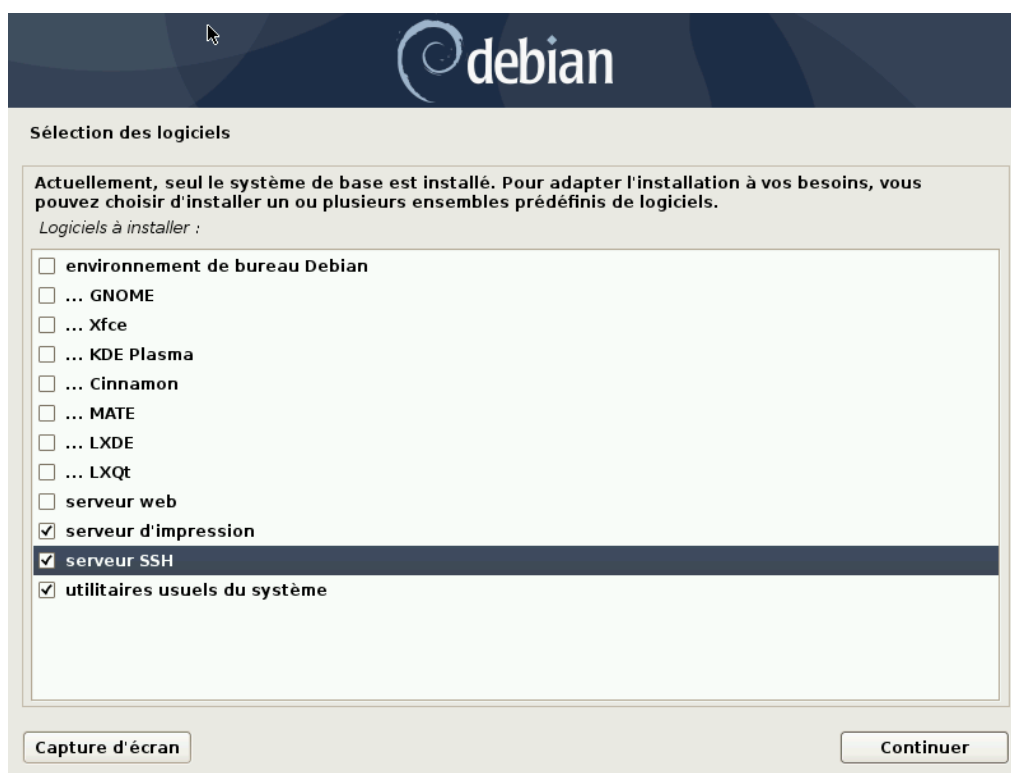 debian
Sélection des logiciels
Actuellement, seul le système de base est installé. Pour adapter l'installation à vos besoins, vous
pouvez choisir d'installer un ou plusieurs ensembles prédéfinis de logiciels.
Logiciels à installer :
environnement de bureau Debian
... GNOME
... Xfce
... KDE Plasma
... Cinnamon
... MATE
... LXDE
... LXQt
serveur web
serveur d'impression
serveur SSH
utilitaires usuels du système
Capture d'écran
Continuer